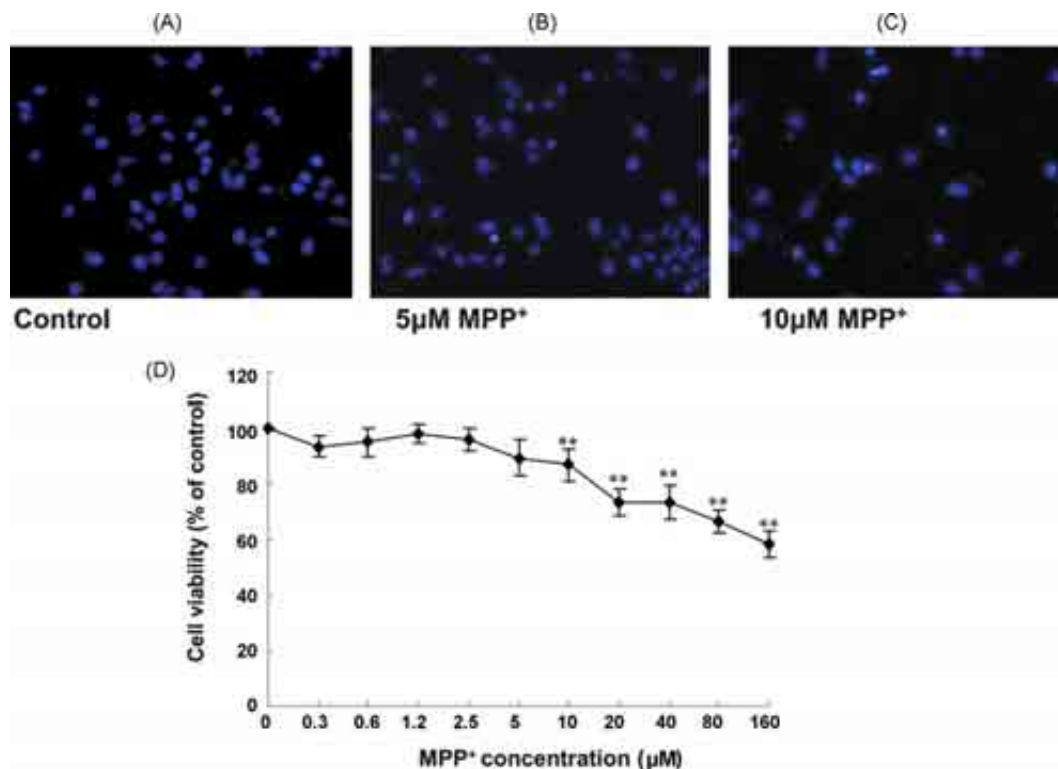 (A) (B) (C)
Control 5µM MPP⁺ 10µM MPP⁺
(D)
Cell viability (% of control)
120
100
80
60
40
20
0
** ** ** ** **
0 0.3 0.6 1.2 2.5 5 10 20 40 80 160
MPP⁺ concentration (µM)